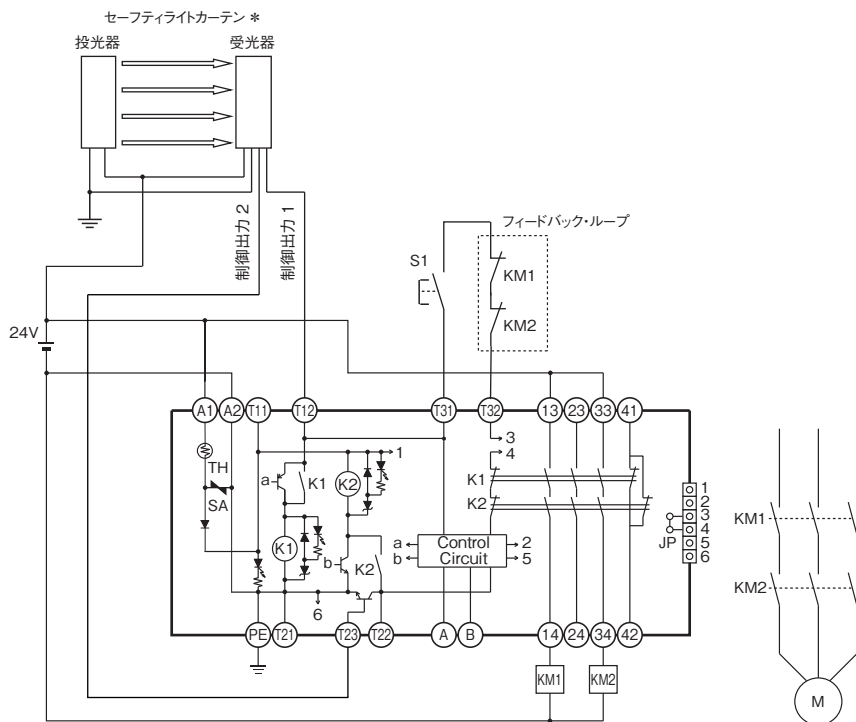 セーフティライトカーテン *
投光器
受光器
制御出力 2
制御出力 1
フィードバック・ループ
S1
KM1
KM2
24V
A1
A2
T11
T12
T31
T32
13
23
33
41
TH
SA
a
K1
K2
1
3
4
K1
K2
K1
b
K2
a
b
Control
Circuit
2
5
6
1
2
3
4
5
6
JP
PE
T21
T23
T22
A
B
14
24
34
42
KM1
KM2
KM1
KM2
M